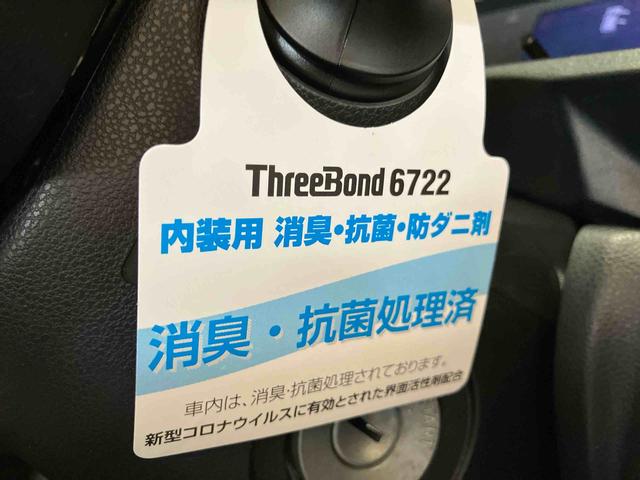 ThreeBond 6722
内装用 消臭・抗菌・防ダニ剤
消臭・抗菌処理済
車内は、消臭・抗菌処理されております。
新型コロナウイルスに有効とされた界面活性剤配合